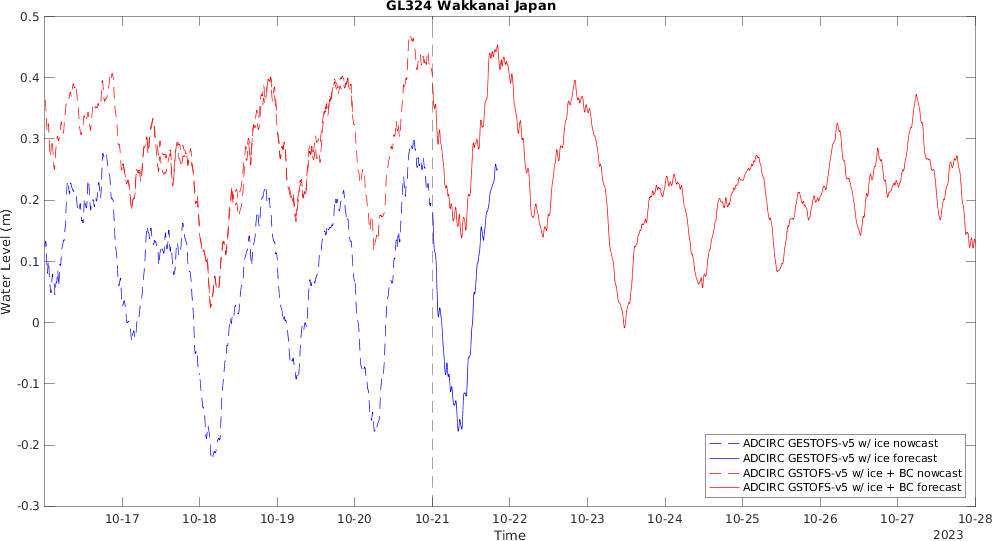 GL324 Wakkanai Japan
0.5
0.4
0.3
0.2
0.1
0
-0.1
-0.2
-0.3
Water Level (m)
ADCIRC GESTOFS-v5 w/ ice nowcast
ADCIRC GESTOFS-v5 w/ ice forecast
ADCIRC GSTOFS-v5 w/ ice + BC nowcast
ADCIRC GSTOFS-v5 w/ ice + BC forecast
10-17 10-18 10-19 10-20 10-21 10-22 10-23 10-24 10-25 10-26 10-27 10-28
Time
2023